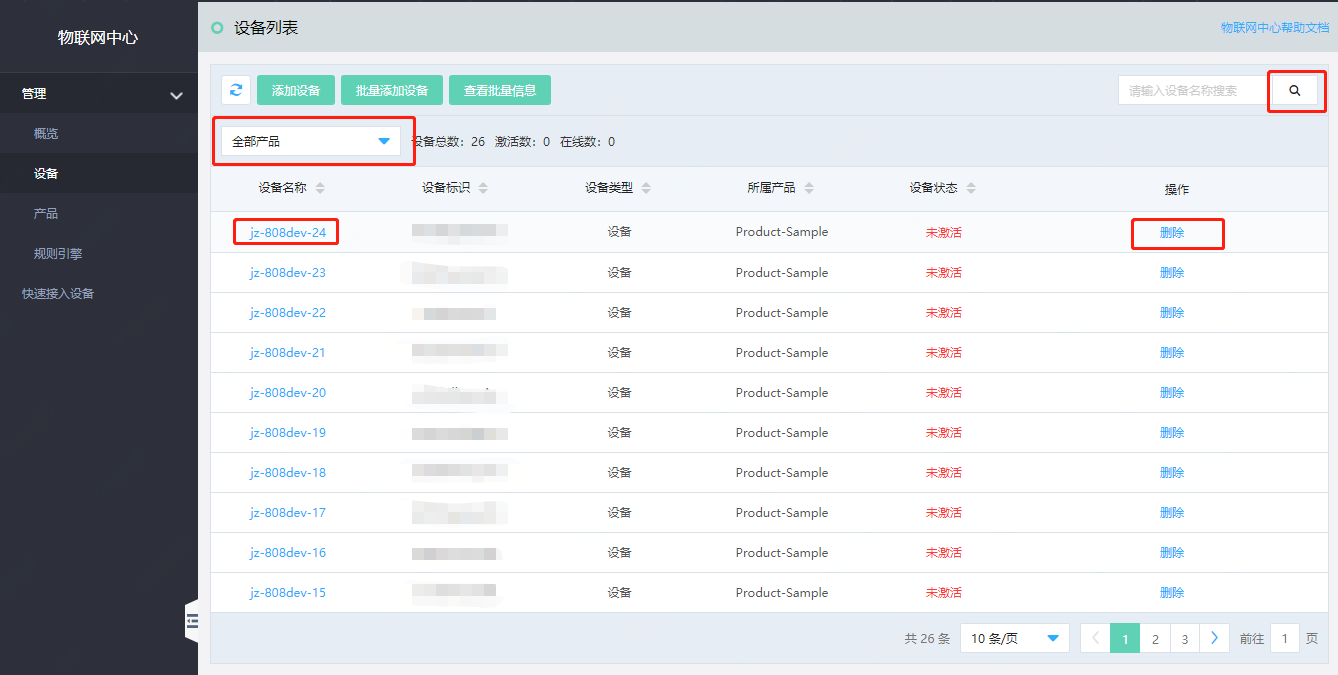 物联网中心
管理
概览
设备
产品
规则引擎
快速接入设备
设备列表
物联网中心帮助文档
添加设备 批量添加设备 查看批量信息
请输入设备名称搜索
全部产品
设备总数: 26 激活数: 0 在线数: 0
设备名称 设备标识 设备类型 所属产品 设备状态 操作
jz-808dev-24 设备 Product-Sample 未激活 删除
jz-808dev-23 设备 Product-Sample 未激活 删除
jz-808dev-22 设备 Product-Sample 未激活 删除
jz-808dev-21 设备 Product-Sample 未激活 删除
jz-808dev-20 设备 Product-Sample 未激活 删除
jz-808dev-19 设备 Product-Sample 未激活 删除
jz-808dev-18 设备 Product-Sample 未激活 删除
jz-808dev-17 设备 Product-Sample 未激活 删除
jz-808dev-16 设备 Product-Sample 未激活 删除
jz-808dev-15 设备 Product-Sample 未激活 删除
共 26 条 10 条/页 1 2 3 前往 1 页